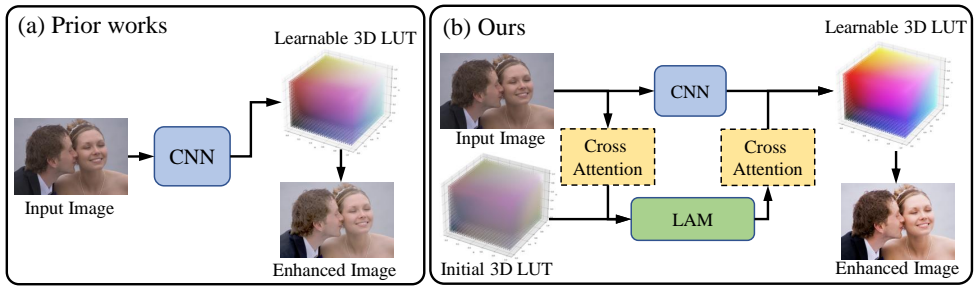 (a) Prior works
Learnable 3D LUT
CNN
Input Image
Enhanced Image
(b) Ours
Learnable 3D LUT
CNN
Input Image
Cross
Attention
Cross
Attention
LAM
Initial 3D LUT
Enhanced Image